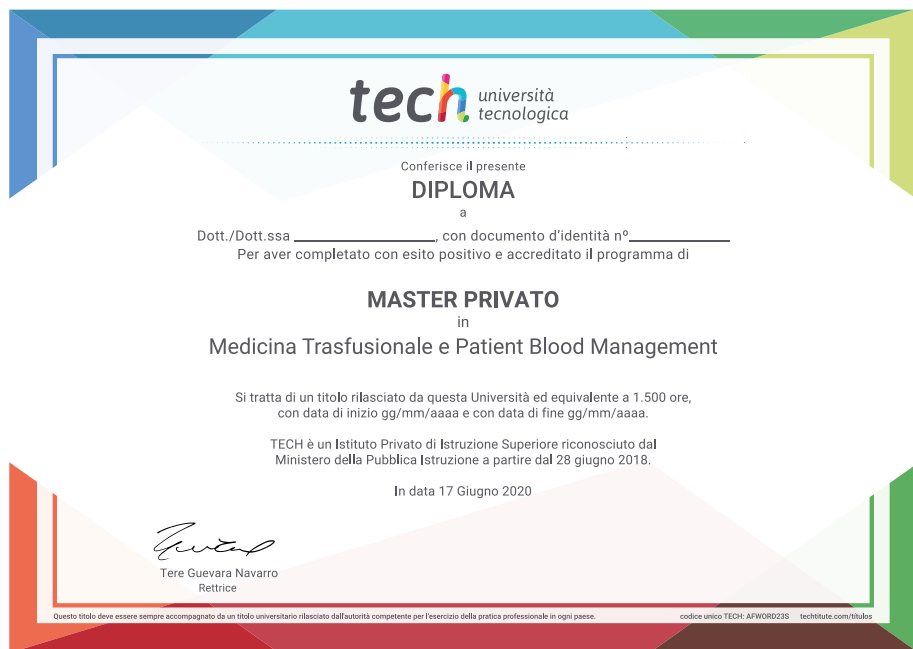 tech università
tecnologica
Conferisce il presente
DIPLOMA
a
Dott./Dott.ssa ________________, con documento d'identità nº____________
Per aver completato con esito positivo e accreditato il programma di
MASTER PRIVATO
in
Medicina Trasfusionale e Patient Blood Management
Si tratta di un titolo rilasciato da questa Università ed equivalente a 1.500 ore,
con data di inizio gg/mm/aaaa e con data di fine gg/mm/aaaa.
TECH è un Istituto Privato di Istruzione Superiore riconosciuto dal
Ministero della Pubblica Istruzione a partire dal 28 giugno 2018.
In data 17 Giugno 2020
Tere Guevara Navarro
Rettrice
Questo titolo deve essere sempre accompagnato da un titolo universitario rilasciato dall'autorità competente per l'esercizio della pratica professionale in ogni paese. codice unico TECH: AFWORD23S techtitute.com/titulos